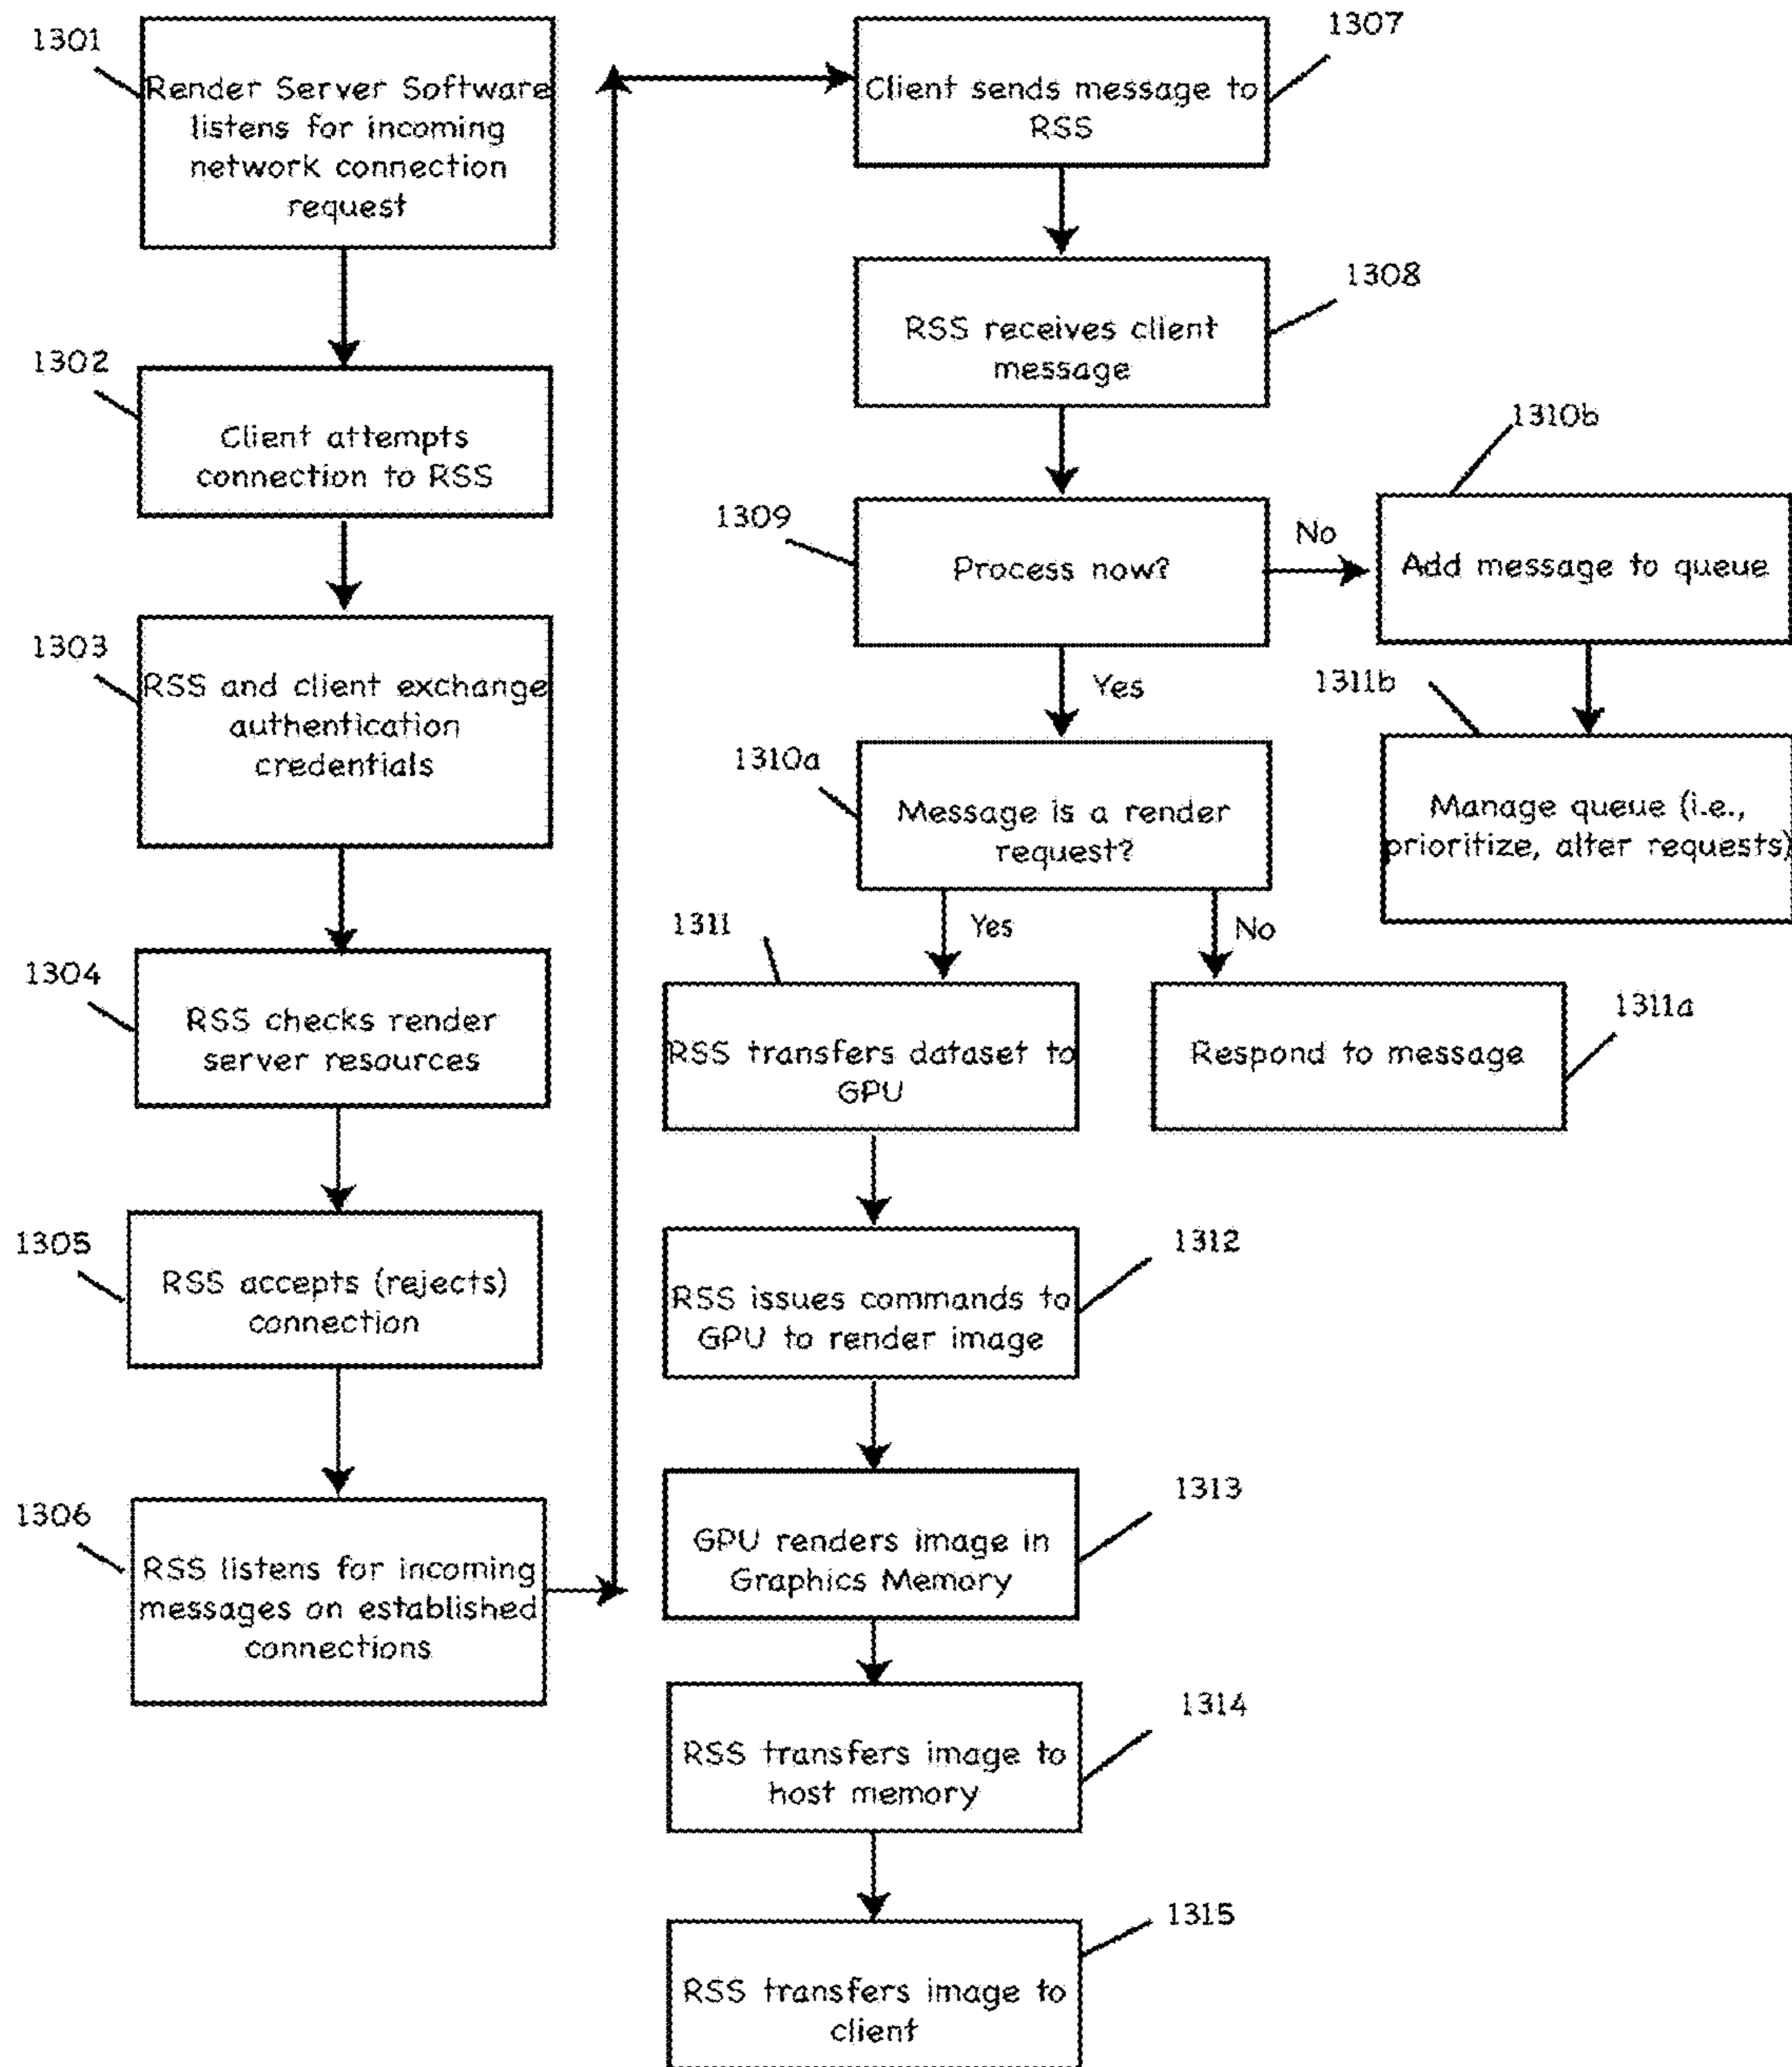 1301
Render Server Software
listens for incoming
network connection
request
1302
Client attempts
connection to RSS
1303
RSS and client exchange
authentication
credentials
1304
RSS checks render
server resources
1305
RSS accepts (rejects)
connection
1306
RSS listens for incoming
messages on established
connections
1307
Client sends message to
RSS
1308
RSS receives client
message
1309
Process now?
No
1310b
Add message to queue
1311b
Manage queue (i.e.,
prioritize, alter requests)
Yes
1310a
Message is a render
request?
Yes
No
1311
RSS transfers dataset to
GPU
1311a
Respond to message
1312
RSS issues commands to
GPU to render image
1313
GPU renders image in
Graphics Memory
1314
RSS transfers image to
host memory
1315
RSS transfers image to
client